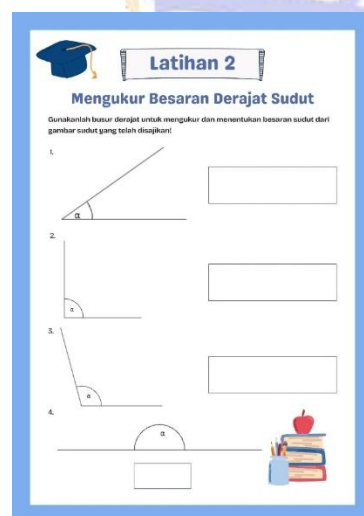 Latihan 2
Mengukur Besaran Derajat Sudut
Gunakanlah busur derajat untuk mengukur dan menentukan besaran sudut dari
gambar sudut yang telah disajikan!
1.
α
2.
α
3.
α
4.
α